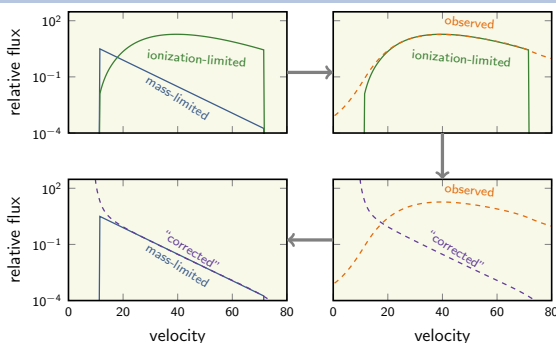 relative flux
10²
10⁻¹
10⁻⁴
ionization-limited
mass-limited
observed
ionization-limited
relative flux
10²
10⁻¹
10⁻⁴
"corrected"
mass-limited
0
20
40
60
80
velocity
observed
"corrected"
0
20
40
60
80
velocity